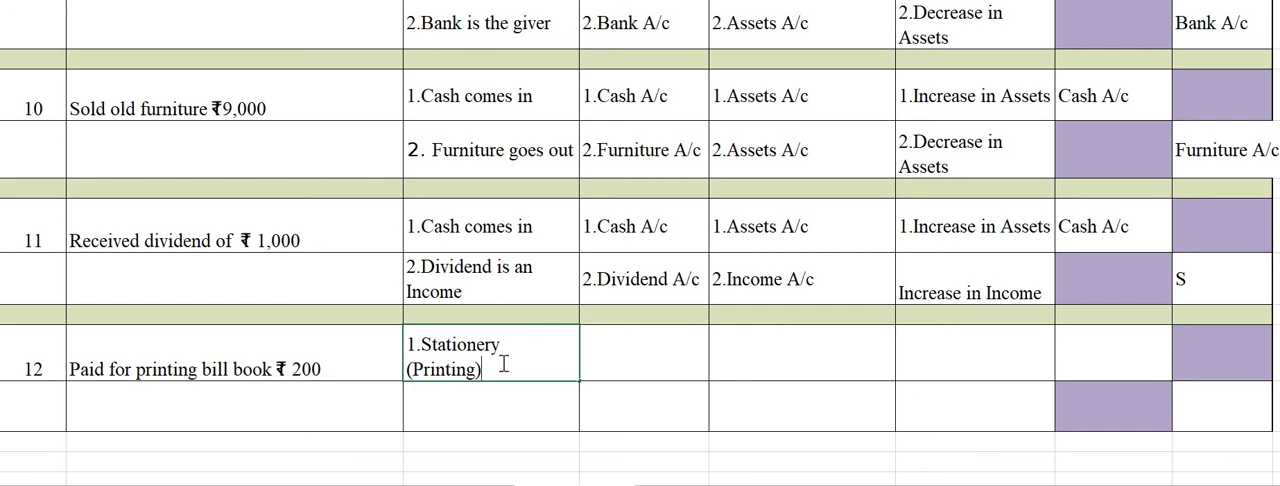 2.Bank is the giver 2.Bank A/c 2.Assets A/c 2.Decrease in Assets Bank A/c
10 Sold old furniture ₹9,000 1.Cash comes in 1.Cash A/c 1.Assets A/c 1.Increase in Assets Cash A/c
2. Furniture goes out 2.Furniture A/c 2.Assets A/c 2.Decrease in Assets Furniture A/c
11 Received dividend of ₹ 1,000 1.Cash comes in 1.Cash A/c 1.Assets A/c 1.Increase in Assets Cash A/c
2.Dividend is an Income 2.Dividend A/c 2.Income A/c Increase in Income S
12 Paid for printing bill book ₹ 200 1.Stationery (Printing)